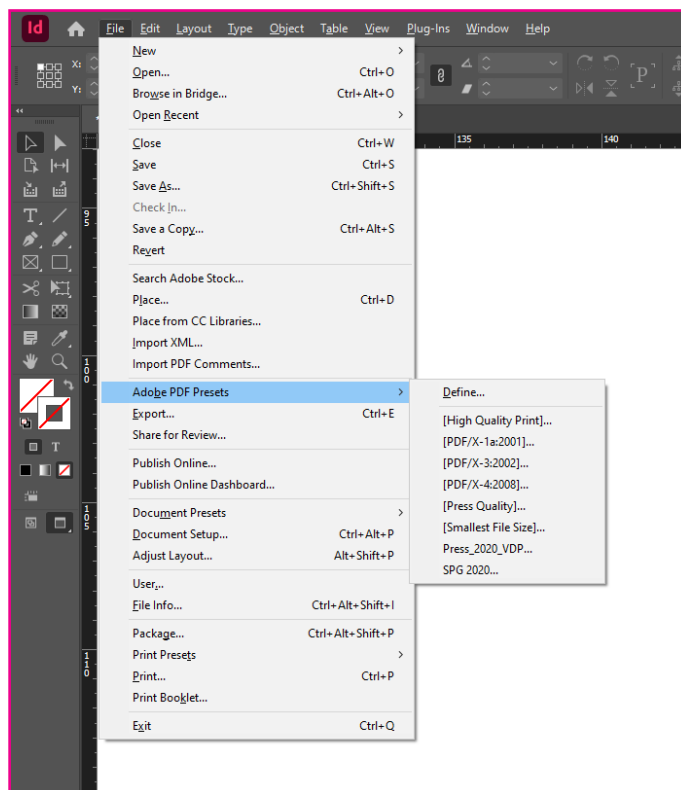 Id File Edit Layout Type Object Table View Plug-Ins Window Help
X:
Y:
P
135 140
New
Open... Ctrl+O
Browse in Bridge... Ctrl+Alt+O
Open Recent
Close Ctrl+W
Save Ctrl+S
Save As... Ctrl+Shift+S
Check In...
Save a Copy... Ctrl+Alt+S
Revert
Search Adobe Stock...
Place... Ctrl+D
Place from CC Libraries...
Import XML...
Import PDF Comments...
Adobe PDF Presets
Export... Ctrl+E
Share for Review...
Publish Online...
Publish Online Dashboard...
Document Presets
Document Setup... Ctrl+Alt+P
Adjust Layout... Alt+Shift+P
User...
File Info... Ctrl+Alt+Shift+I
Package... Ctrl+Alt+Shift+P
Print Presets
Print... Ctrl+P
Print Booklet...
Exit Ctrl+Q
Define...
[High Quality Print]...
[PDF/X-1a:2001]...
[PDF/X-3:2002]...
[PDF/X-4:2008]...
[Press Quality]...
[Smallest File Size]...
Press_2020_VDP...
SPG 2020...
T
T
95
100
105
110